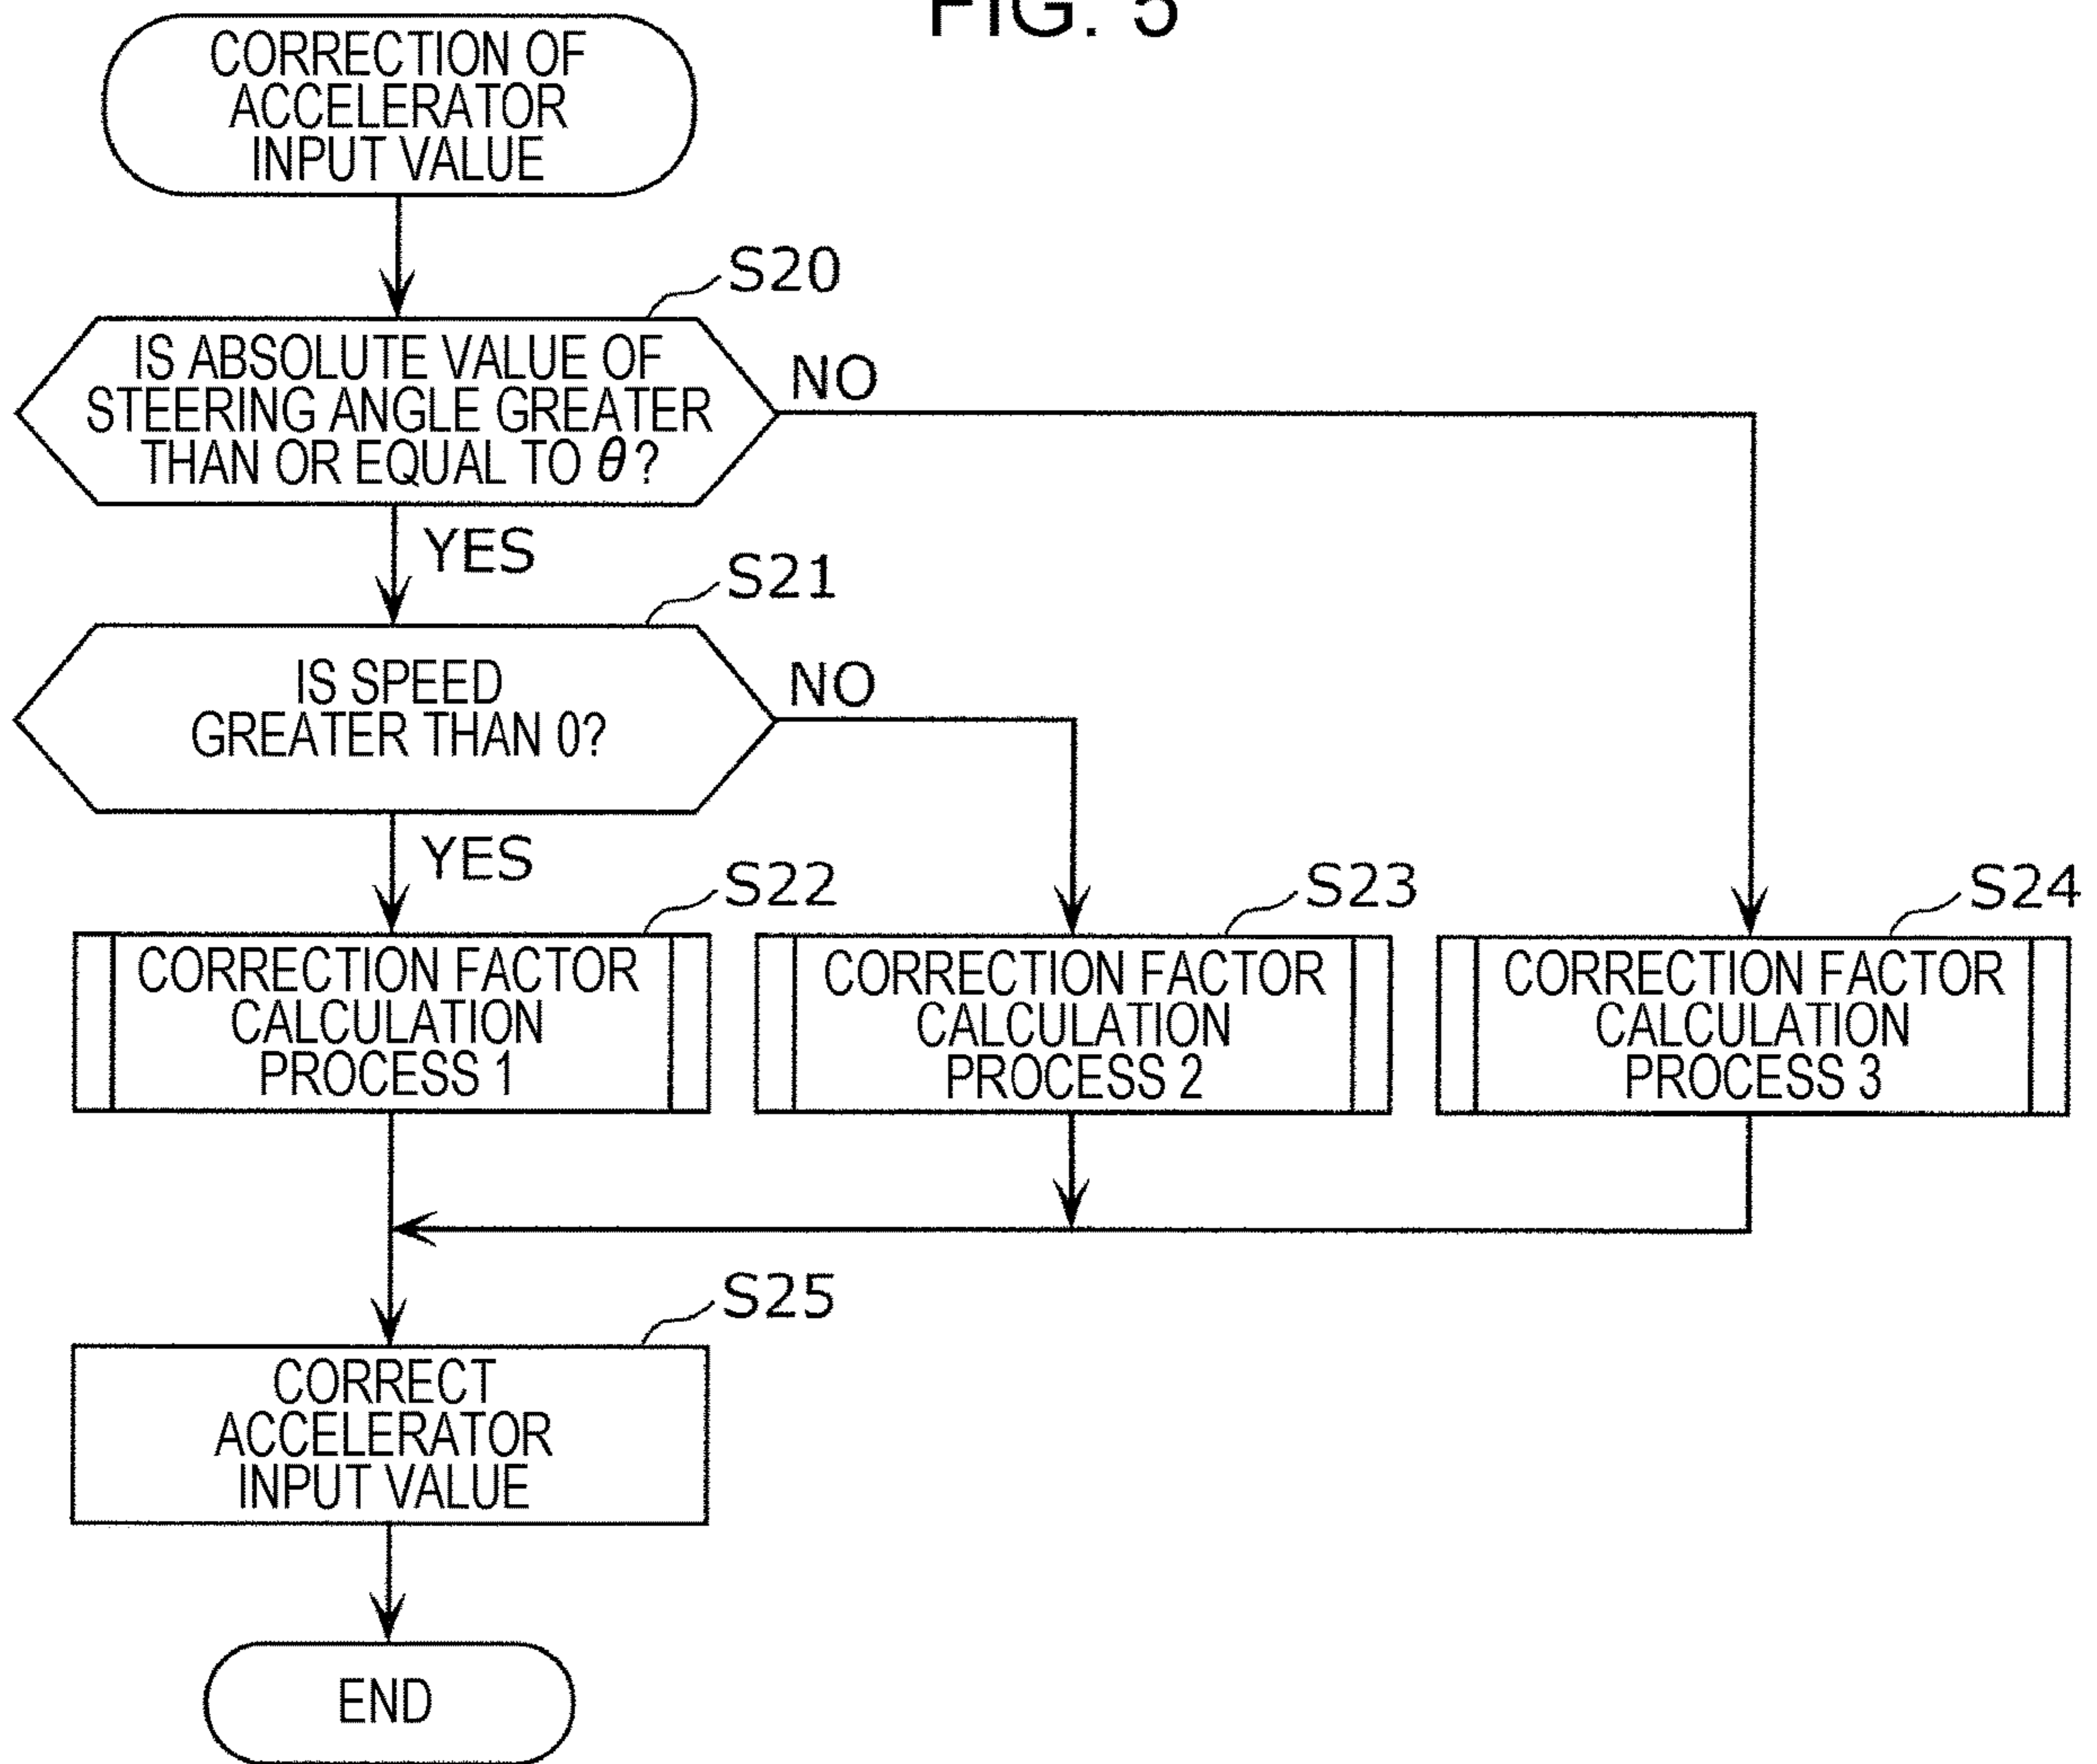 FIG. 5
CORRECTION OF
ACCELERATOR
INPUT VALUE
S20
IS ABSOLUTE VALUE OF
STEERING ANGLE GREATER
THAN OR EQUAL TO θ?
NO
YES
S21
IS SPEED
GREATER THAN 0?
NO
YES
S22
CORRECTION FACTOR
CALCULATION
PROCESS 1
S23
CORRECTION FACTOR
CALCULATION
PROCESS 2
S24
CORRECTION FACTOR
CALCULATION
PROCESS 3
S25
CORRECT
ACCELERATOR
INPUT VALUE
END